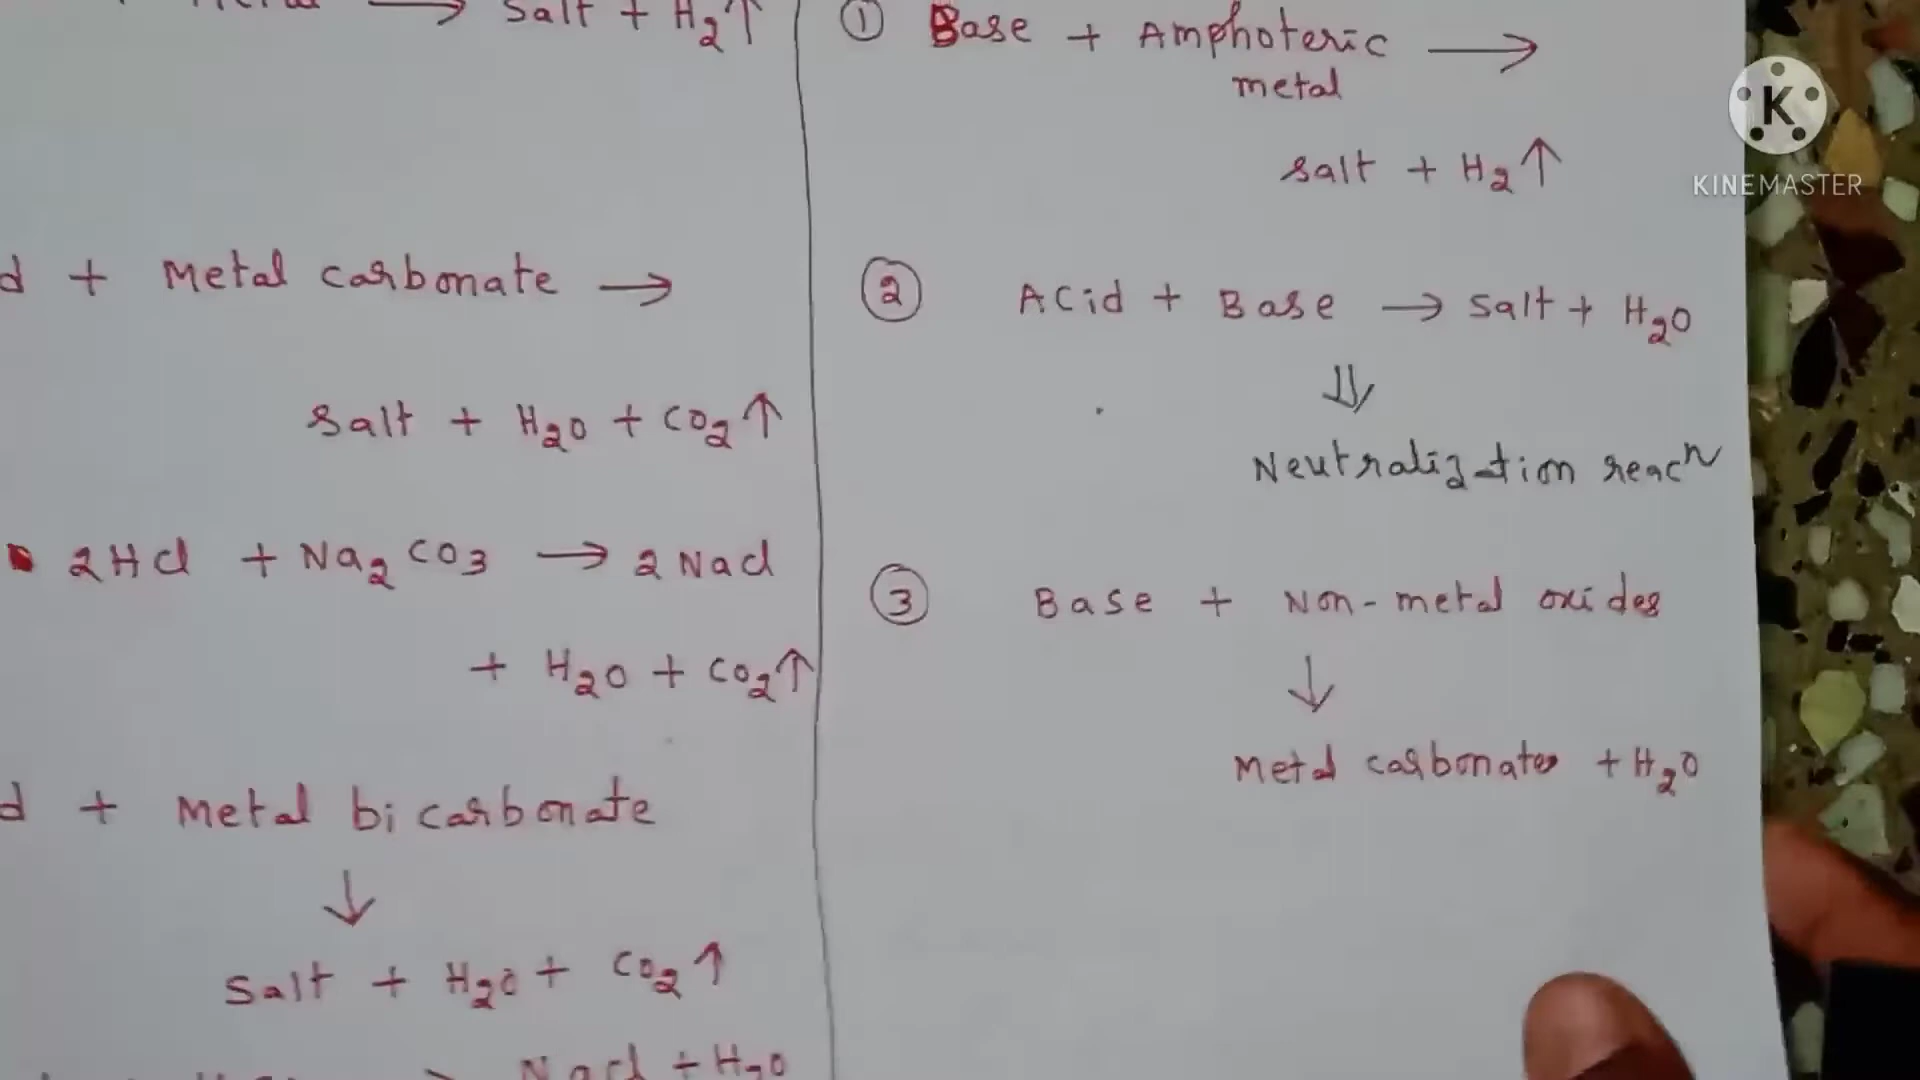 Salt + H2↑
d + Metal carbonate →
Salt + H2O + CO2↑
2HCl + Na2CO3 → 2NaCl
+ H2O + CO2↑
d + Metal bicarbonate
↓
Salt + H2O + CO2↑
NaCl + H2O
① Base + Amphoteric →
metal
Salt + H2↑
② Acid + Base → Salt + H2O
⇓
Neutralization reacn
③ Base + Non-metal oxides
↓
Metal carbonates + H2O
K
KINEMASTER